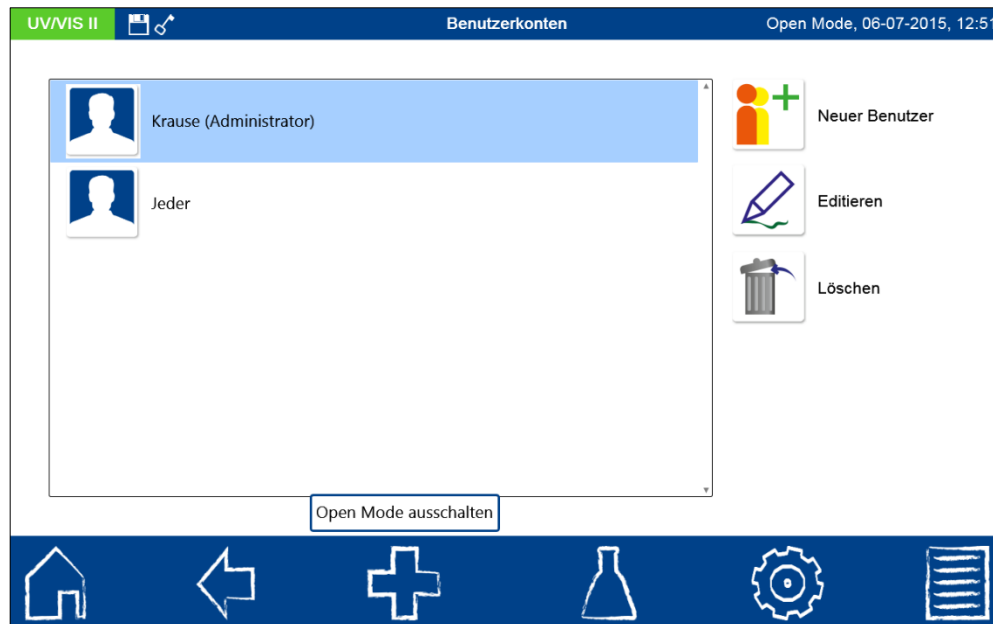 UV/VIS II
Benutzerkonten
Open Mode, 06-07-2015, 12:51
Krause (Administrator)
Neuer Benutzer
Jeder
Editieren
Löschen
Open Mode ausschalten